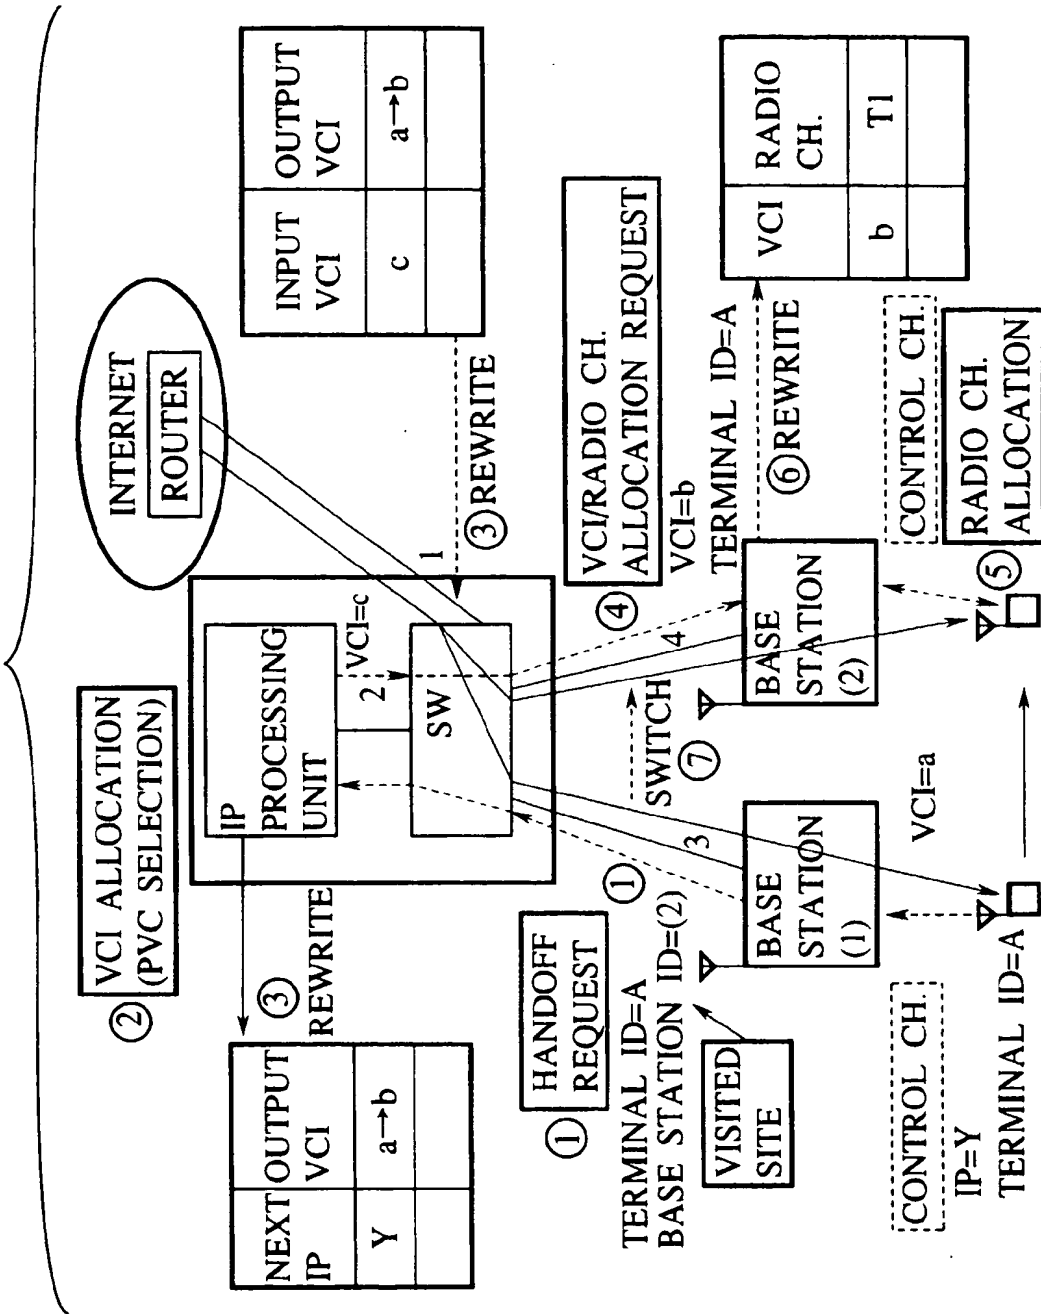 ② VCI ALLOCATION
(PVC SELECTION)
INTERNET
ROUTER
NEXT
IP
OUTPUT
VCI
Y
a→b
③
REWRITE
IP
PROCESSING
UNIT
VCI=c
2
SW
1
③ REWRITE
INPUT
VCI
OUTPUT
VCI
c
a→b
① HANDOFF
REQUEST
TERMINAL ID=A
BASE STATION ID=(2)
VISITED
SITE
①
3
SWITCH
⑦
4
④ VCI/RADIO CH.
ALLOCATION REQUEST
VCI=b
TERMINAL ID=A
⑥ REWRITE
VCI
RADIO
CH.
b
T1
BASE
STATION
(1)
BASE
STATION
(2)
CONTROL CH.
IP=Y
TERMINAL ID=A
VCI=a
CONTROL CH.
⑤ RADIO CH.
ALLOCATION